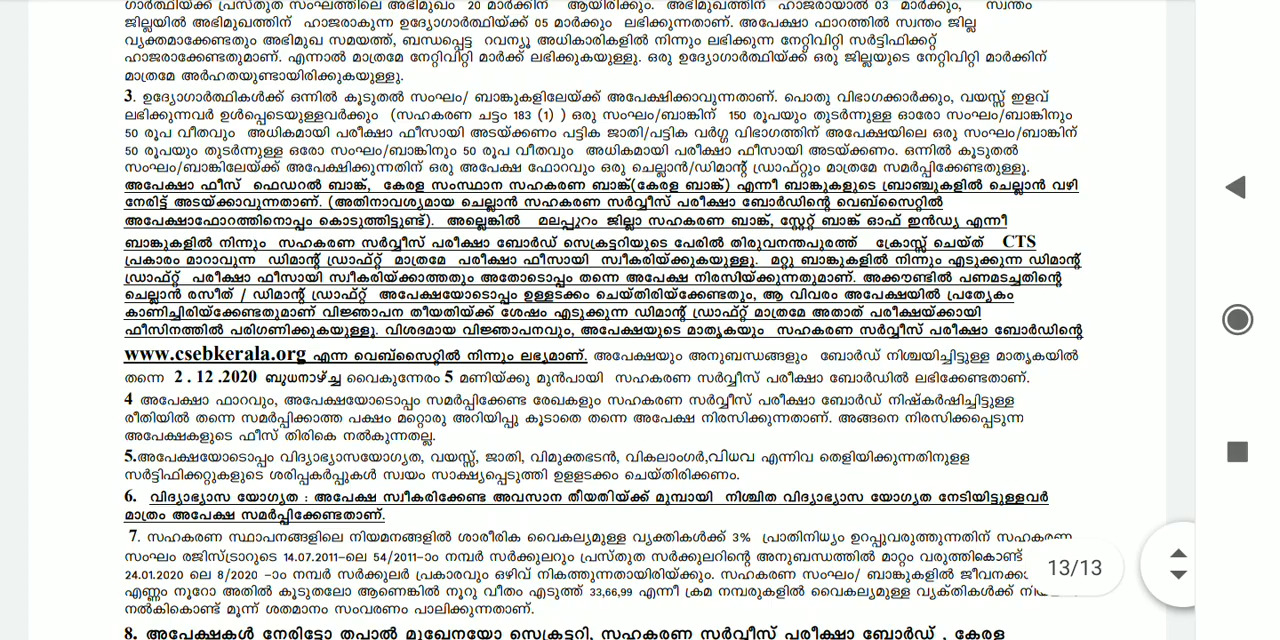 ഗാർത്ഥിയ്ക്ക് പ്രസ്തുത സംഘത്തിലെ അഭിമുഖം 20 മാർക്കിന് ആയിരിക്കും. അഭിമുഖത്തിന് ഹാജരായാൽ 03 മാർക്കും, സ്വന്തം
ജില്ലയിൽ അഭിമുഖത്തിന് ഹാജരാകുന്ന ഉദ്യോഗാർത്ഥിയ്ക്ക് 05 മാർക്കും ലഭിക്കുന്നതാണ്. അപേക്ഷാ ഫാറത്തിൽ സ്വന്തം ജില്ല
വ്യക്തമാക്കേണ്ടതും അഭിമുഖ സമയത്ത്, ബന്ധപ്പെട്ട റവന്യൂ അധികാരികളിൽ നിന്നും ലഭിക്കുന്ന നേറ്റിവിറ്റി സർട്ടിഫിക്കറ്റ്
ഹാജരാക്കേണ്ടതുമാണ്. എന്നാൽ മാത്രമേ നേറ്റിവിറ്റി മാർക്ക് ലഭിക്കുകയുള്ളൂ. ഒരു ഉദ്യോഗാർത്ഥിയ്ക്ക് ഒരു ജില്ലയുടെ നേറ്റിവിറ്റി മാർക്കിന്
മാത്രമേ അർഹതയുണ്ടായിരിക്കുകയുള്ളൂ.
3. ഉദ്യോഗാർത്ഥികൾക്ക് ഒന്നിൽ കൂടുതൽ സംഘം/ ബാങ്കുകളിലേയ്ക്ക് അപേക്ഷിക്കാവുന്നതാണ്. പൊതു വിഭാഗക്കാർക്കും, വയസ്സ് ഇളവ്
ലഭിക്കുന്നവർ ഉൾപ്പെടെയുള്ളവർക്കും (സഹകരണ ചട്ടം 183 (1) ) ഒരു സംഘം/ബാങ്കിന് 150 രൂപയും തുടർന്നുള്ള ഓരോ സംഘം/ബാങ്കിനും
50 രൂപ വീതവും അധികമായി പരീക്ഷാ ഫീസായി അടയ്ക്കണം പട്ടിക ജാതി/പട്ടിക വർഗ്ഗ വിഭാഗത്തിന് അപേക്ഷയിലെ ഒരു സംഘം/ബാങ്കിന്
50 രൂപയും തുടർന്നുള്ള ഒരോ സംഘം/ബാങ്കിനും 50 രൂപ വീതവും അധികമായി പരീക്ഷാ ഫീസായി അടയ്ക്കണം. ഒന്നിൽ കൂടുതൽ
സംഘം/ബാങ്കിലേയ്ക്ക് അപേക്ഷിക്കുന്നതിന് ഒരു അപേക്ഷ ഫോറവും ഒരു ചെല്ലാൻ/ഡിമാന്റ് ഡ്രാഫ്റ്റും മാത്രമേ സമർപ്പിക്കേണ്ടതുള്ളൂ.
അപേക്ഷാ ഫീസ് ഫെഡറൽ ബാങ്ക്, കേരള സംസ്ഥാന സഹകരണ ബാങ്ക്(കേരള ബാങ്ക്) എന്നീ ബാങ്കുകളുടെ ബ്രാഞ്ചുകളിൽ ചെല്ലാൻ വഴി
നേരിട്ട് അടയ്ക്കാവുന്നതാണ്. (അതിനാവശ്യമായ ചെല്ലാൻ സഹകരണ സർവ്വീസ് പരീക്ഷാ ബോർഡിന്റെ വെബ്സൈറ്റിൽ
അപേക്ഷാഫോറത്തിനൊപ്പം കൊടുത്തിട്ടുണ്ട്). അല്ലെങ്കിൽ മലപ്പുറം ജില്ലാ സഹകരണ ബാങ്ക്, സ്റ്റേറ്റ് ബാങ്ക് ഓഫ് ഇൻഡ്യ എന്നീ
ബാങ്കുകളിൽ നിന്നും സഹകരണ സർവ്വീസ് പരീക്ഷാ ബോർഡ് സെക്രട്ടറിയുടെ പേരിൽ തിരുവനന്തപുരത്ത് ക്രോസ്സ് ചെയ്ത് CTS
പ്രകാരം മാറാവുന്ന ഡിമാന്റ് ഡ്രാഫ്റ്റ് മാത്രമേ പരീക്ഷാ ഫീസായി സ്വീകരിയ്ക്കുകയുള്ളൂ. മറ്റു ബാങ്കുകളിൽ നിന്നും എടുക്കുന്ന ഡിമാന്റ്
ഡ്രാഫ്റ്റ് പരീക്ഷാ ഫീസായി സ്വീകരിയ്ക്കാത്തതും അതോടൊപ്പം തന്നെ അപേക്ഷ നിരസിയ്ക്കുന്നതുമാണ്. അക്കൗണ്ടിൽ പണമടച്ചതിന്റെ
ചെല്ലാൻ രസീത് / ഡിമാന്റ് ഡ്രാഫ്റ്റ് അപേക്ഷയോടൊപ്പം ഉള്ളടക്കം ചെയ്തിരിയ്ക്കേണ്ടതും, ആ വിവരം അപേക്ഷയിൽ പ്രത്യേകം
കാണിച്ചിരിയ്ക്കേണ്ടതുമാണ് വിജ്ഞാപന തീയതിയ്ക്ക് ശേഷം എടുക്കുന്ന ഡിമാന്റ് ഡ്രാഫ്റ്റ് മാത്രമേ അതാത് പരീക്ഷയ്ക്കായി
ഫീസിനത്തിൽ പരിഗണിക്കുകയുള്ളൂ. വിശദമായ വിജ്ഞാപനവും, അപേക്ഷയുടെ മാതൃകയും സഹകരണ സർവ്വീസ് പരീക്ഷാ ബോർഡിന്റെ
www.csebkerala.org എന്ന വെബ്സൈറ്റിൽ നിന്നും ലഭ്യമാണ്. അപേക്ഷയും അനുബന്ധങ്ങളും ബോർഡ് നിശ്ചയിച്ചിട്ടുള്ള മാതൃകയിൽ
തന്നെ 2 . 12 .2020 ബുധനാഴ്ച്ച വൈകുന്നേരം 5 മണിയ്ക്കു മുൻപായി സഹകരണ സർവ്വീസ് പരീക്ഷാ ബോർഡിൽ ലഭിക്കേണ്ടതാണ്.
4 അപേക്ഷാ ഫാറവും, അപേക്ഷയോടൊപ്പം സമർപ്പിക്കേണ്ട രേഖകളും സഹകരണ സർവ്വീസ് പരീക്ഷാ ബോർഡ് നിഷ്കർഷിച്ചിട്ടുള്ള
രീതിയിൽ തന്നെ സമർപ്പിക്കാത്ത പക്ഷം മറ്റൊരു അറിയിപ്പു കൂടാതെ തന്നെ അപേക്ഷ നിരസിക്കുന്നതാണ്. അങ്ങനെ നിരസിക്കപ്പെടുന്ന
അപേക്ഷകളുടെ ഫീസ് തിരികെ നൽകുന്നതല്ല.
5.അപേക്ഷയോടൊപ്പം വിദ്യാഭ്യാസയോഗ്യത, വയസ്സ്, ജാതി, വിമുക്തഭടൻ, വികലാംഗർ,വിധവ എന്നിവ തെളിയിക്കുന്നതിനുളള
സർട്ടിഫിക്കറ്റുകളുടെ ശരിപ്പകർപ്പുകൾ സ്വയം സാക്ഷ്യപ്പെടുത്തി ഉളളടക്കം ചെയ്തിരിക്കണം.
6. വിദ്യാഭ്യാസ യോഗ്യത : അപേക്ഷ സ്വീകരിക്കേണ്ട അവസാന തീയതിയ്ക്ക് മുമ്പായി നിശ്ചിത വിദ്യാഭ്യാസ യോഗ്യത നേടിയിട്ടുള്ളവർ
മാത്രം അപേക്ഷ സമർപ്പിക്കേണ്ടതാണ്.
7. സഹകരണ സ്ഥാപനങ്ങളിലെ നിയമനങ്ങളിൽ ശാരീരിക വൈകല്യമുള്ള വ്യക്തികൾക്ക് 3% പ്രാതിനിധ്യം ഉറപ്പുവരുത്തുന്നതിന് സഹകരണ
സംഘം രജിസ്ട്രാറുടെ 14.07.2011-ലെ 54/2011-ാം നമ്പർ സർക്കുലറും പ്രസ്തുത സർക്കുലറിന്റെ അനുബന്ധത്തിൽ മാറ്റം വരുത്തികൊണ്ട്
24.01.2020 ലെ 8/2020 -ാം നമ്പർ സർക്കുലർ പ്രകാരവും ഒഴിവ് നികത്തുന്നതായിരിയ്ക്കും. സഹകരണ സംഘം/ ബാങ്കുകളിൽ
എണ്ണം നൂറോ അതിൽ കൂടുതലോ ആണെങ്കിൽ നൂറു വീതം എടുത്ത് 33,66,99 എന്നീ ക്രമ നമ്പരുകളിൽ വൈകല്യമുള്ള വ്യക്തികൾക്ക്
നൽകികൊണ്ട് മൂന്ന് ശതമാനം സംവരണം പാലിക്കുന്നതാണ്.
13/13
8. അപേക്ഷകൾ നേരിട്ടോ തപാൽ മുഖേനയോ സെക്രട്ടറി, സഹകരണ സർവ്വീസ് പരീക്ഷാ ബോർഡ് , കേരള